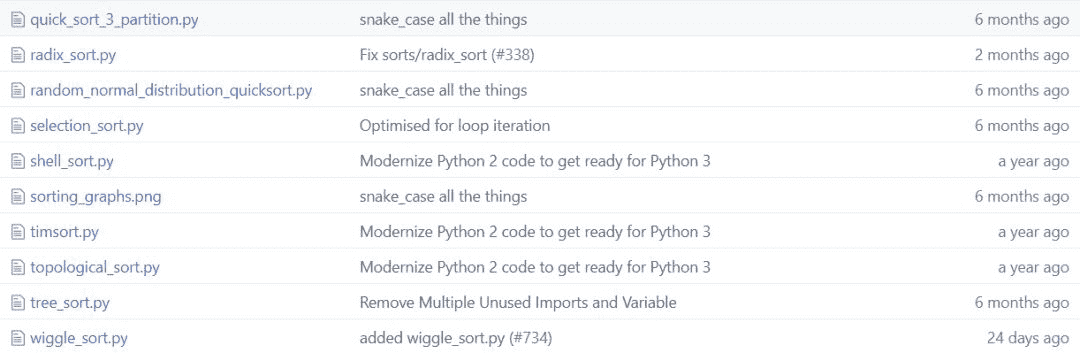 quick_sort_3_partition.py snake_case all the things 6 months ago
radix_sort.py Fix sorts/radix_sort (#338) 2 months ago
random_normal_distribution_quicksort.py snake_case all the things 6 months ago
selection_sort.py Optimised for loop iteration 6 months ago
shell_sort.py Modernize Python 2 code to get ready for Python 3 a year ago
sorting_graphs.png snake_case all the things 6 months ago
timsort.py Modernize Python 2 code to get ready for Python 3 a year ago
topological_sort.py Modernize Python 2 code to get ready for Python 3 a year ago
tree_sort.py Remove Multiple Unused Imports and Variable 6 months ago
wiggle_sort.py added wiggle_sort.py (#734) 24 days ago